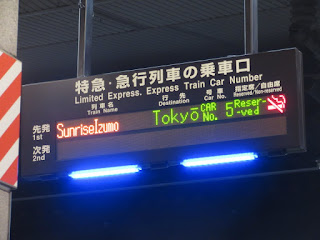 特急・急行列車の乗車口
Limited Express. Express Train Car Number
列車名 行先 号車 指定席/自由席
Train Name Destination Car No. Reserved/Non-reserved
先発 1st SunriseIzumo Tokyō CAR No. 5 Reser-ved
次発 2nd